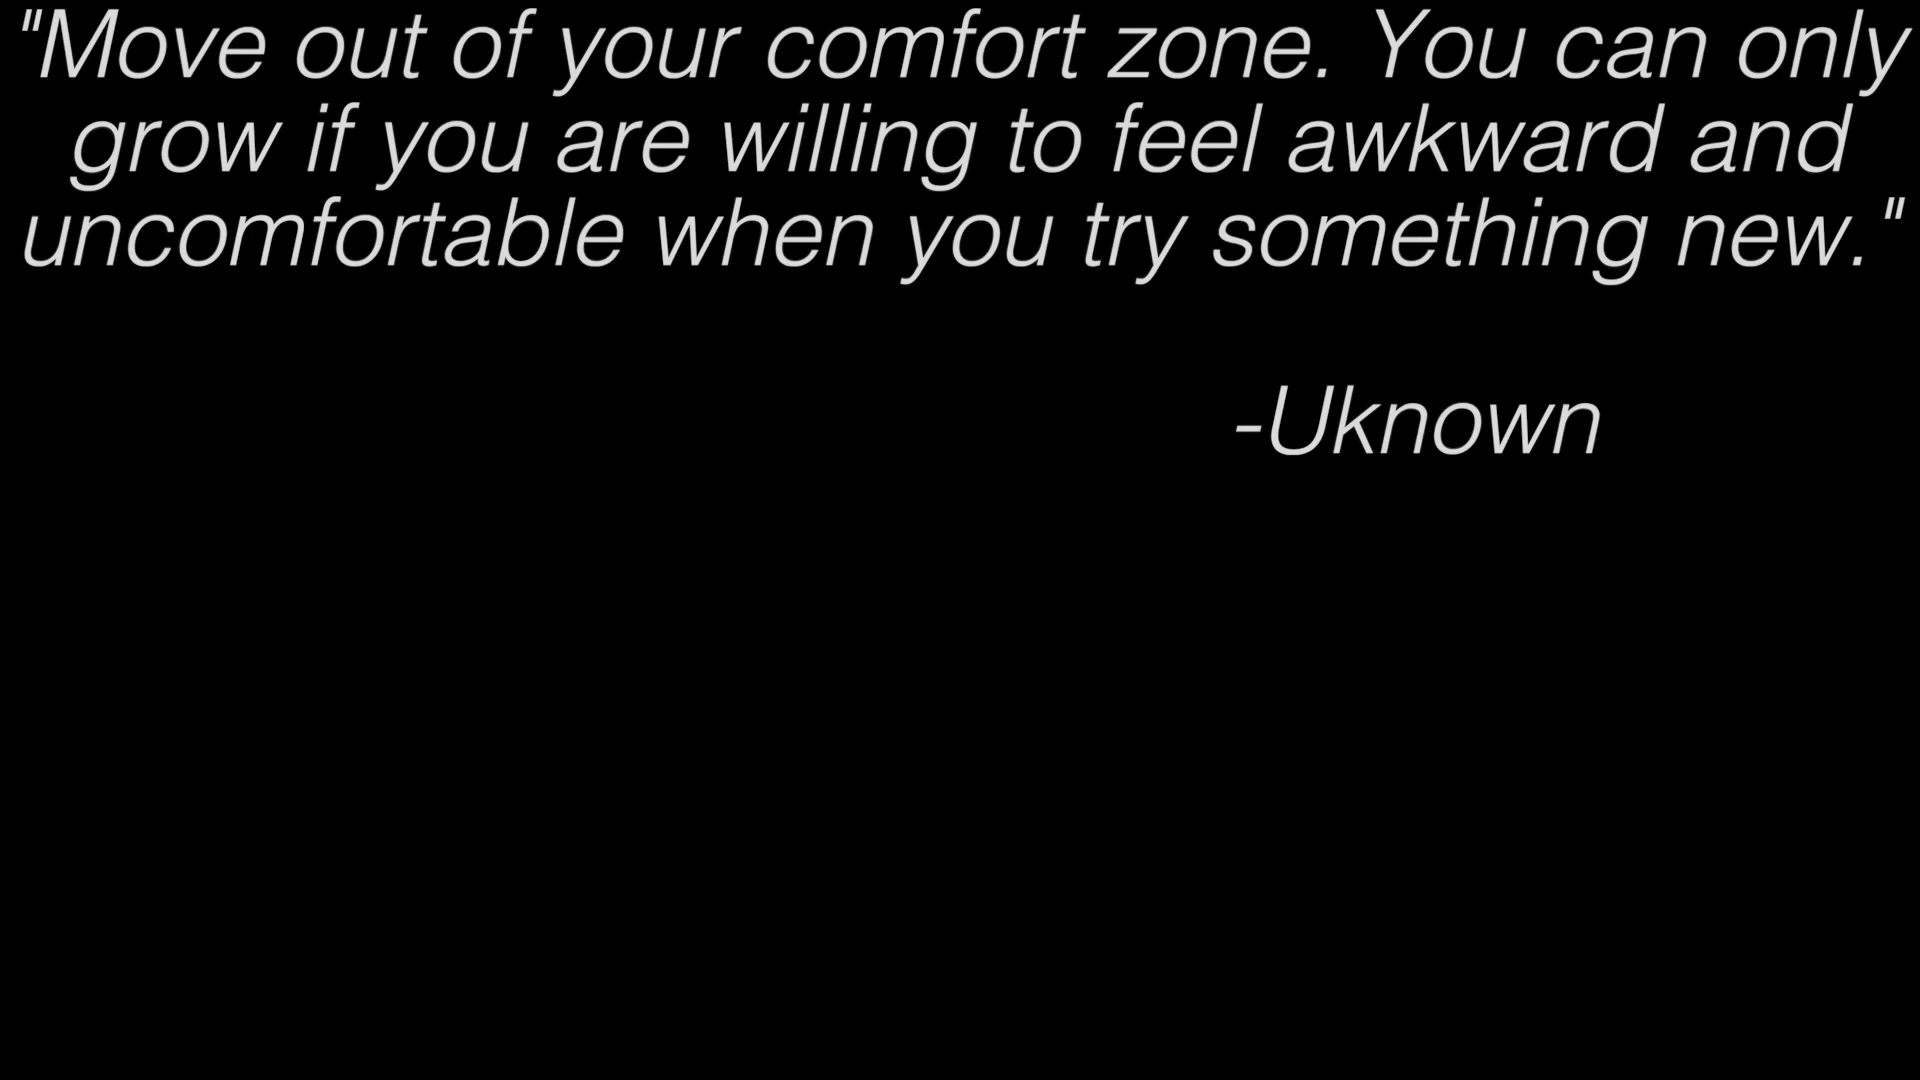 "Move out of your comfort zone. You can only
grow if you are willing to feel awkward and
uncomfortable when you try something new."
-Uknown